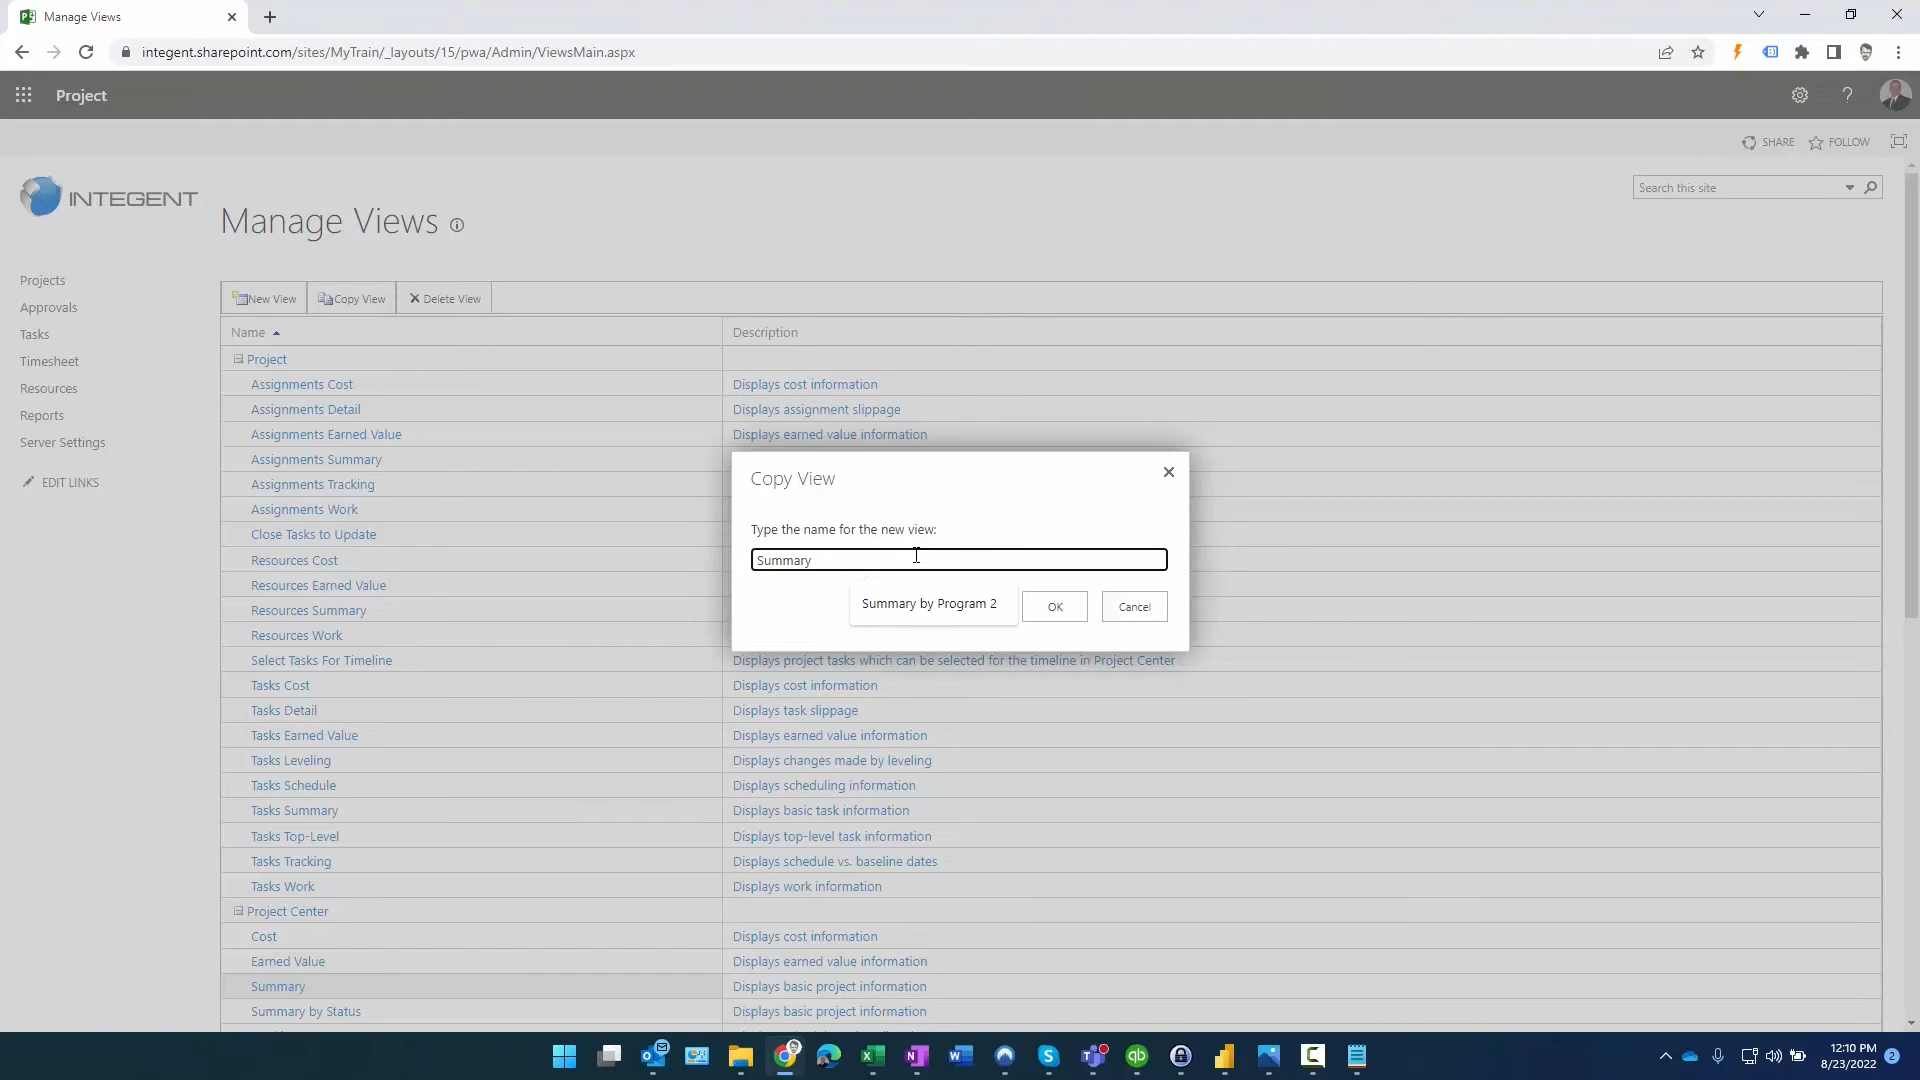 Manage Views
integent.sharepoint.com/sites/MyTrain/_layouts/15/pwa/Admin/ViewsMain.aspx
Project
SHARE
FOLLOW
INTEGENT
Manage Views
Search this site
Projects
Approvals
Tasks
Timesheet
Resources
Reports
Server Settings
EDIT LINKS
New View
Copy View
Delete View
Name
Description
Project
Assignments Cost
Displays cost information
Assignments Detail
Displays assignment slippage
Assignments Earned Value
Displays earned value information
Assignments Summary
Assignments Tracking
Assignments Work
Close Tasks to Update
Resources Cost
Resources Earned Value
Resources Summary
Resources Work
Select Tasks For Timeline
Displays project tasks which can be selected for the timeline in Project Center
Tasks Cost
Displays cost information
Tasks Detail
Displays task slippage
Tasks Earned Value
Displays earned value information
Tasks Leveling
Displays changes made by leveling
Tasks Schedule
Displays scheduling information
Tasks Summary
Displays basic task information
Tasks Top-Level
Displays top-level task information
Tasks Tracking
Displays schedule vs. baseline dates
Tasks Work
Displays work information
Project Center
Cost
Displays cost information
Earned Value
Displays earned value information
Summary
Displays basic project information
Summary by Status
Displays basic project information
Copy View
Type the name for the new view:
Summary
Summary by Program 2
OK
Cancel
12:10 PM
8/23/2022
2